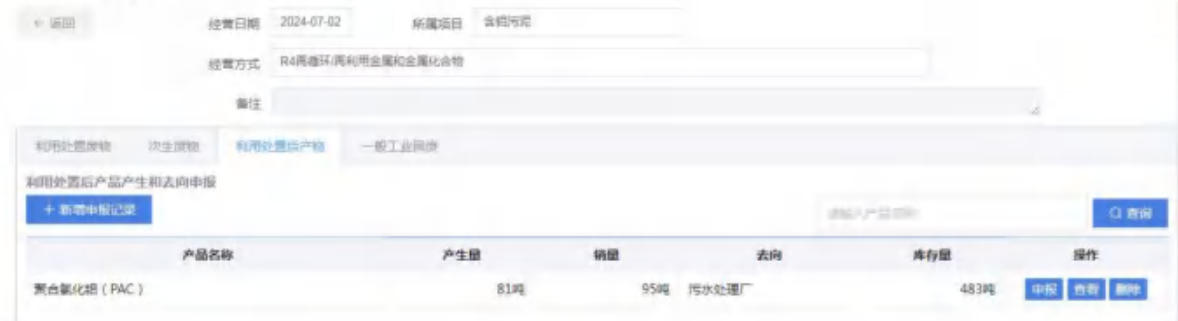 ← 返回 经营日期 2024-07-02 所属项目 含铝污泥
经营方式 R4再循环/再利用金属和金属化合物
备注
利用处置废物 次生废物 利用处置后产物 一般工业固废
利用处置后产品产生和去向申报
+ 新增申报记录 请输入产品名称 查询
产品名称 产生量 销量 去向 库存量 操作
聚合氯化铝 ( PAC ) 81吨 95吨 污水处理厂 483吨 申报 查看 删除